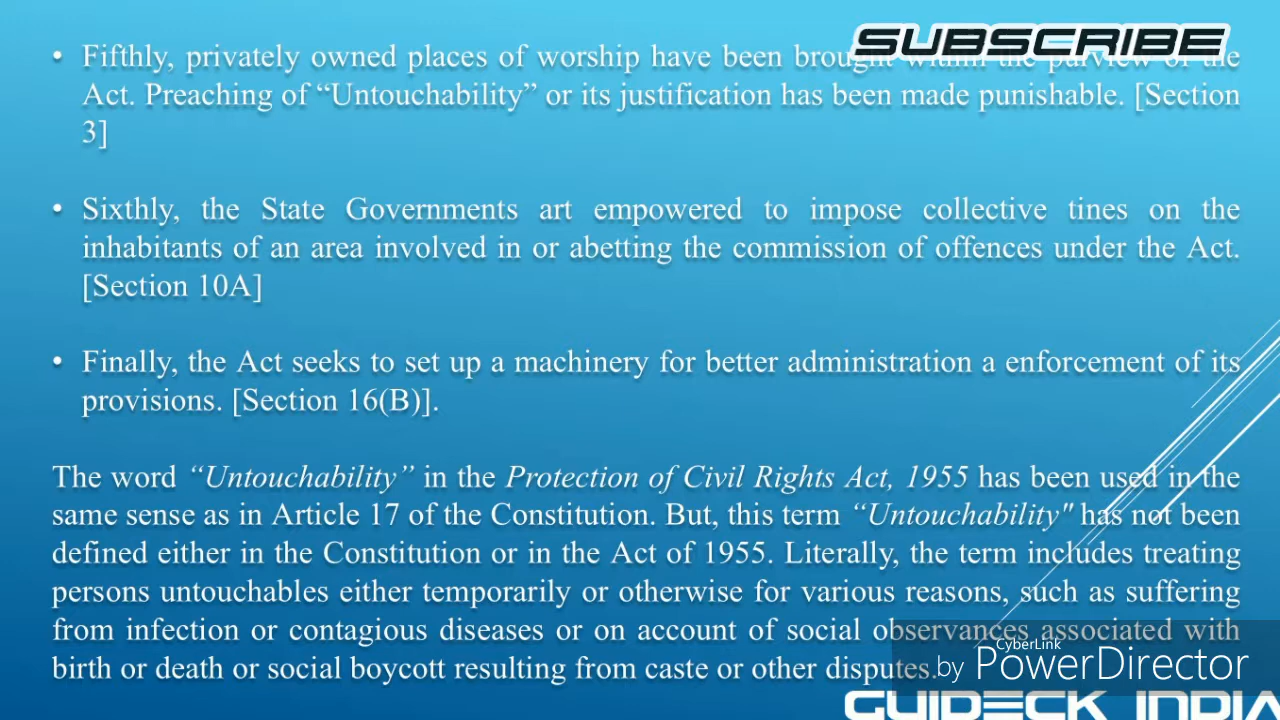 SUBSCRIBE
• Fifthly, privately owned places of worship have been brought within the purview of the
Act. Preaching of “Untouchability” or its justification has been made punishable. [Section
3]
• Sixthly, the State Governments art empowered to impose collective tines on the
inhabitants of an area involved in or abetting the commission of offences under the Act.
[Section 10A]
• Finally, the Act seeks to set up a machinery for better administration a enforcement of its
provisions. [Section 16(B)].
The word “Untouchability” in the Protection of Civil Rights Act, 1955 has been used in the
same sense as in Article 17 of the Constitution. But, this term “Untouchability" has not been
defined either in the Constitution or in the Act of 1955. Literally, the term includes treating
persons untouchables either temporarily or otherwise for various reasons, such as suffering
from infection or contagious diseases or on account of social observances associated with
birth or death or social boycott resulting from caste or other disputes.
CyberLink
by PowerDirector
GUIDECK INDIA